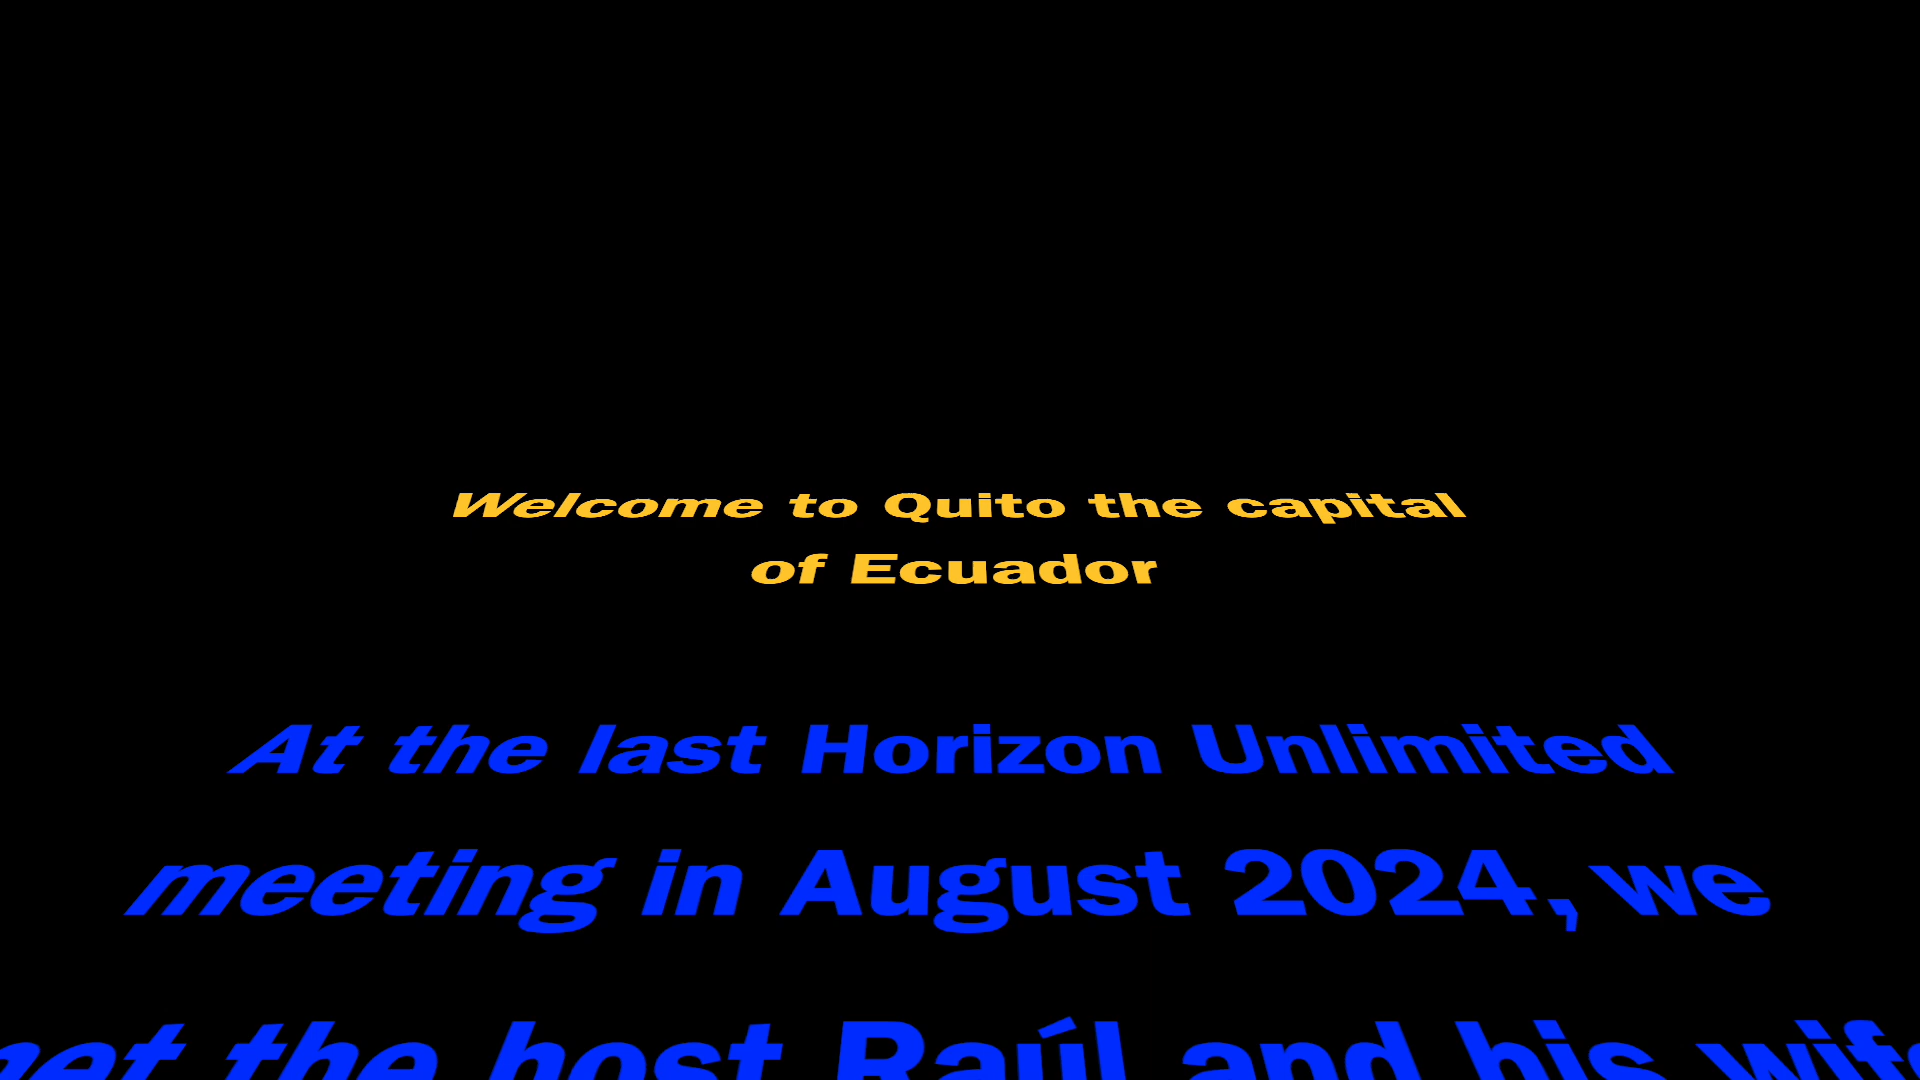 Welcome to Quito the capital
of Ecuador
At the last Horizon Unlimited
meeting in August 2024, we
the host Raúl and his